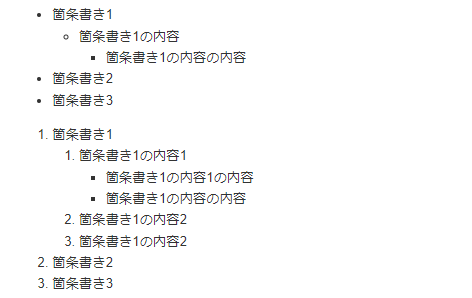 • 箇条書き1
◦ 箇条書き1の内容
▪ 箇条書き1の内容の内容
• 箇条書き2
• 箇条書き3
1. 箇条書き1
1. 箇条書き1の内容1
▪ 箇条書き1の内容1の内容
▪ 箇条書き1の内容の内容
2. 箇条書き1の内容2
3. 箇条書き1の内容2
2. 箇条書き2
3. 箇条書き3